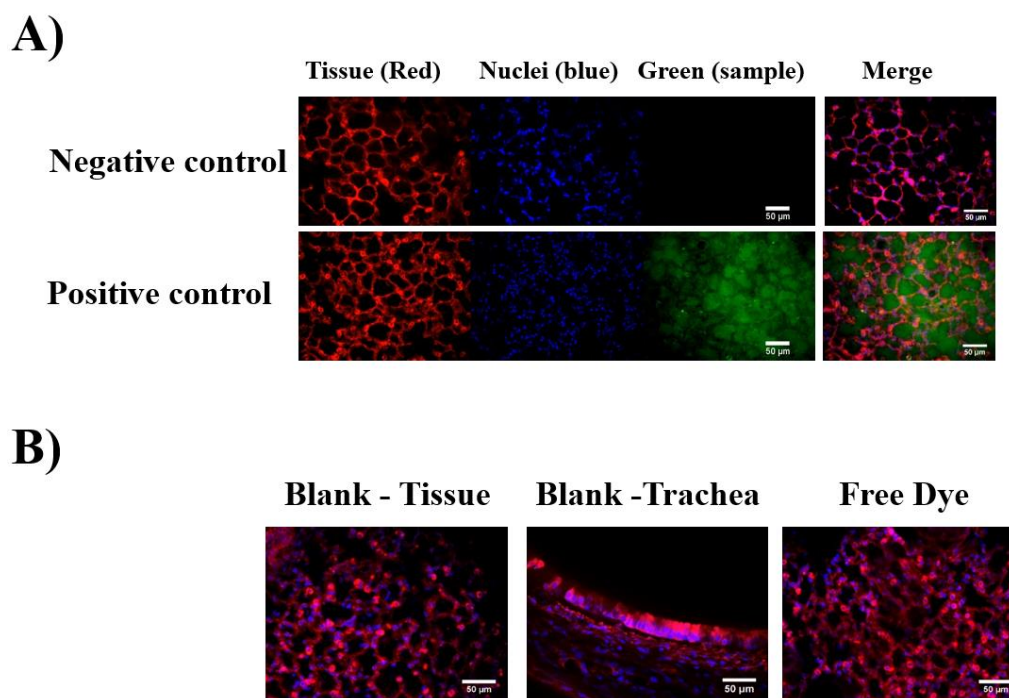 A)
Tissue (Red) Nuclei (blue) Green (sample) Merge
Negative control
50 µm 50 µm
Positive control
50 µm 50 µm
B)
Blank - Tissue Blank -Trachea Free Dye
50 µm 50 µm 50 µm